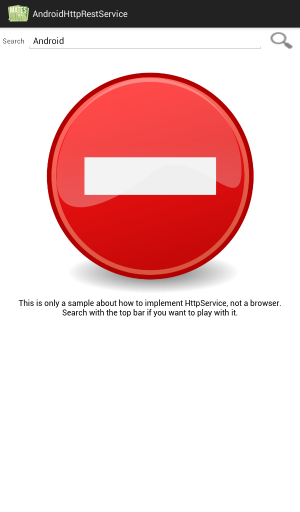 AndroidHttpRestService
Search Android
This is only a sample about how to implement HttpService, not a browser.
Search with the top bar if you want to play with it.